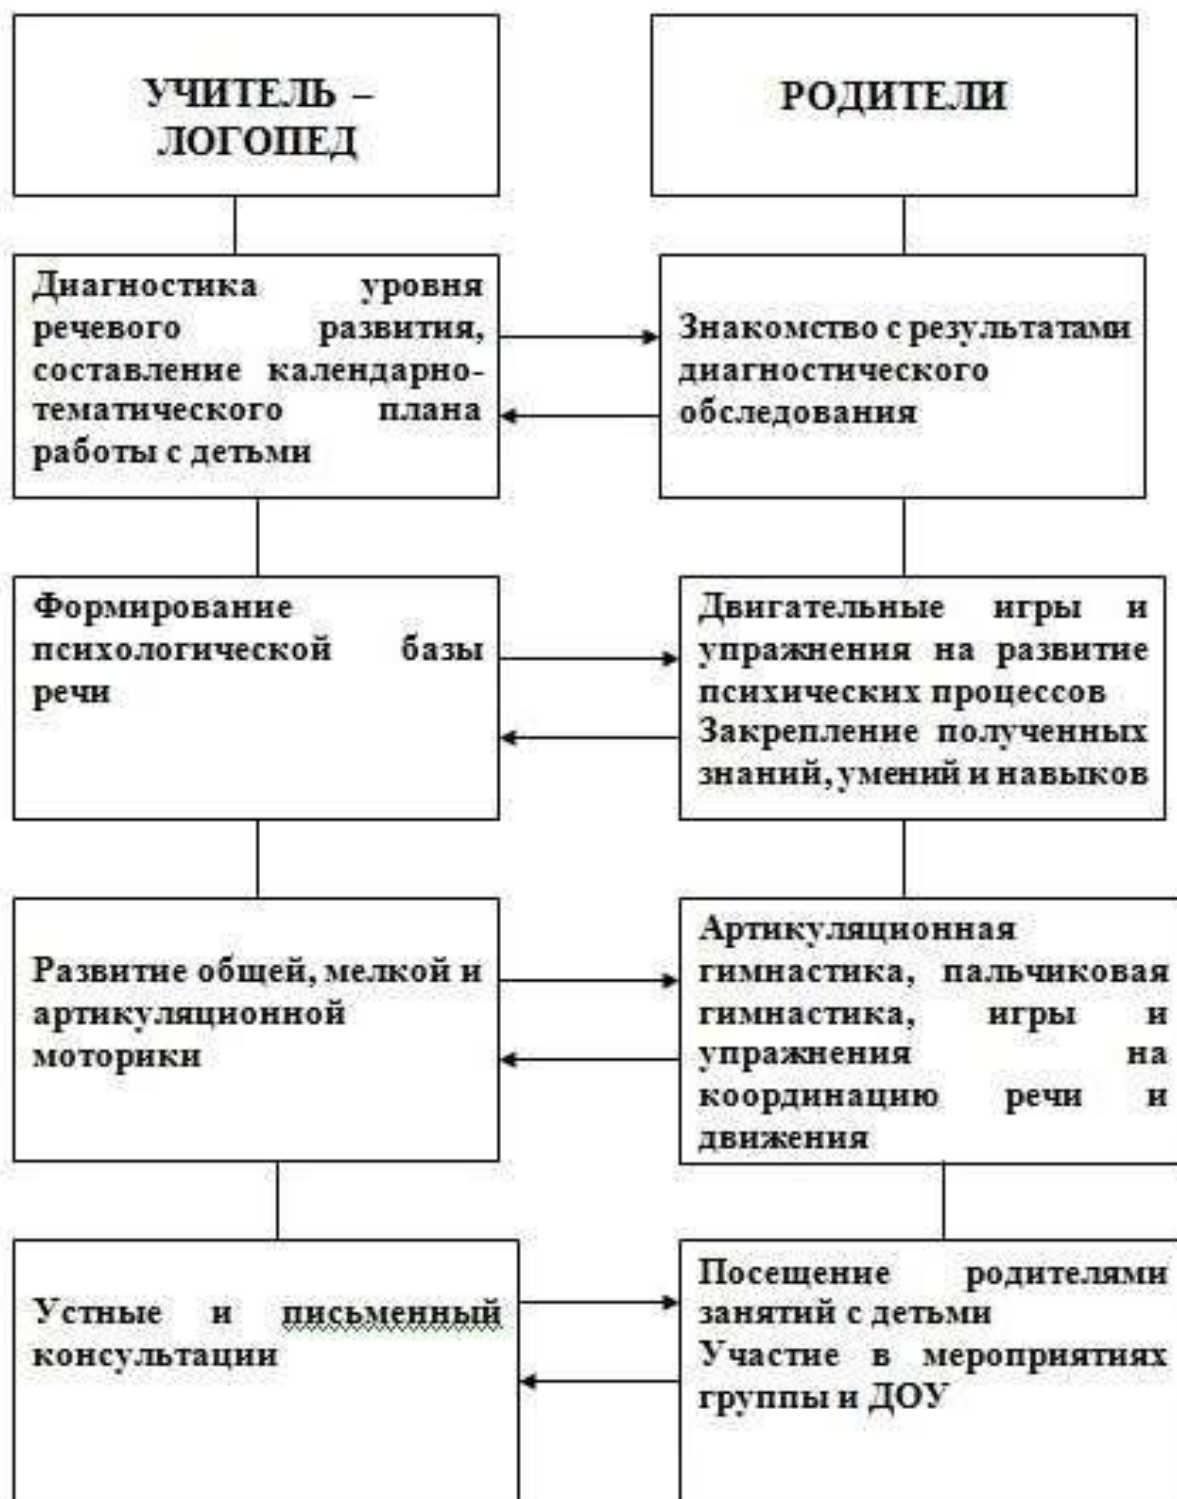 УЧИТЕЛЬ –
ЛОГОПЕД
РОДИТЕЛИ
Диагностика уровня
речевого развития,
составление календарно-
тематического плана
работы с детьми
Знакомство с результатами
диагностического
обследования
Формирование
психологической базы
речи
Двигательные игры и
упражнения на развитие
психических процессов
Закрепление полученных
знаний, умений и навыков
Развитие общей, мелкой и
артикуляционной
моторики
Артикуляционная
гимнастика, пальчиковая
гимнастика, игры и
упражнения на
координацию речи и
движения
Устные и письменный
консультации
Посещение родителями
занятий с детьми
Участие в мероприятиях
группы и ДОУ